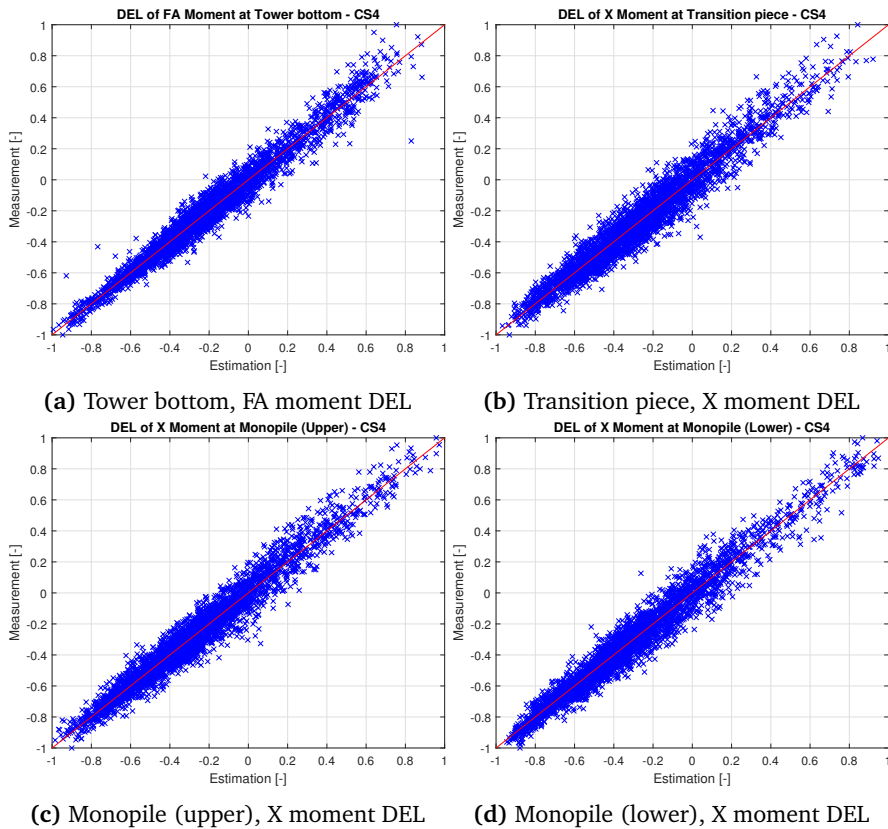 DEL of FA Moment at Tower bottom - CS4
1
0.8
0.6
0.4
0.2
0
-0.2
-0.4
-0.6
-0.8
-1
Measurement [-]
-1 -0.8 -0.6 -0.4 -0.2 0 0.2 0.4 0.6 0.8 1
Estimation [-]
(a) Tower bottom, FA moment DEL
DEL of X Moment at Transition piece - CS4
1
0.8
0.6
0.4
0.2
0
-0.2
-0.4
-0.6
-0.8
-1
Measurement [-]
-1 -0.8 -0.6 -0.4 -0.2 0 0.2 0.4 0.6 0.8 1
Estimation [-]
(b) Transition piece, X moment DEL
DEL of X Moment at Monopile (Upper) - CS4
1
0.8
0.6
0.4
0.2
0
-0.2
-0.4
-0.6
-0.8
-1
Measurement [-]
-1 -0.8 -0.6 -0.4 -0.2 0 0.2 0.4 0.6 0.8 1
Estimation [-]
(c) Monopile (upper), X moment DEL
DEL of X Moment at Monopile (Lower) - CS4
1
0.8
0.6
0.4
0.2
0
-0.2
-0.4
-0.6
-0.8
-1
Measurement [-]
-1 -0.8 -0.6 -0.4 -0.2 0 0.2 0.4 0.6 0.8 1
Estimation [-]
(d) Monopile (lower), X moment DEL